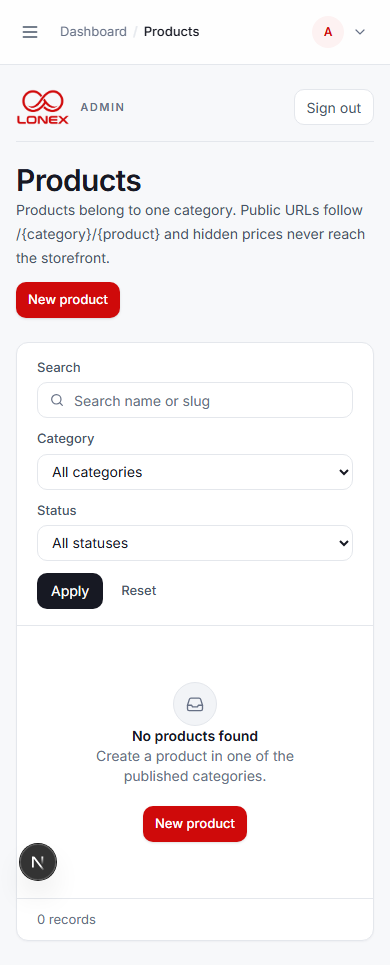 Dashboard / Products
A
LONEX
ADMIN
Sign out
Products
Products belong to one category. Public URLs follow
/{category}/{product} and hidden prices never reach
the storefront.
New product
Search
Search name or slug
Category
All categories
Status
All statuses
Apply
Reset
No products found
Create a product in one of the
published categories.
New product
N
0 records